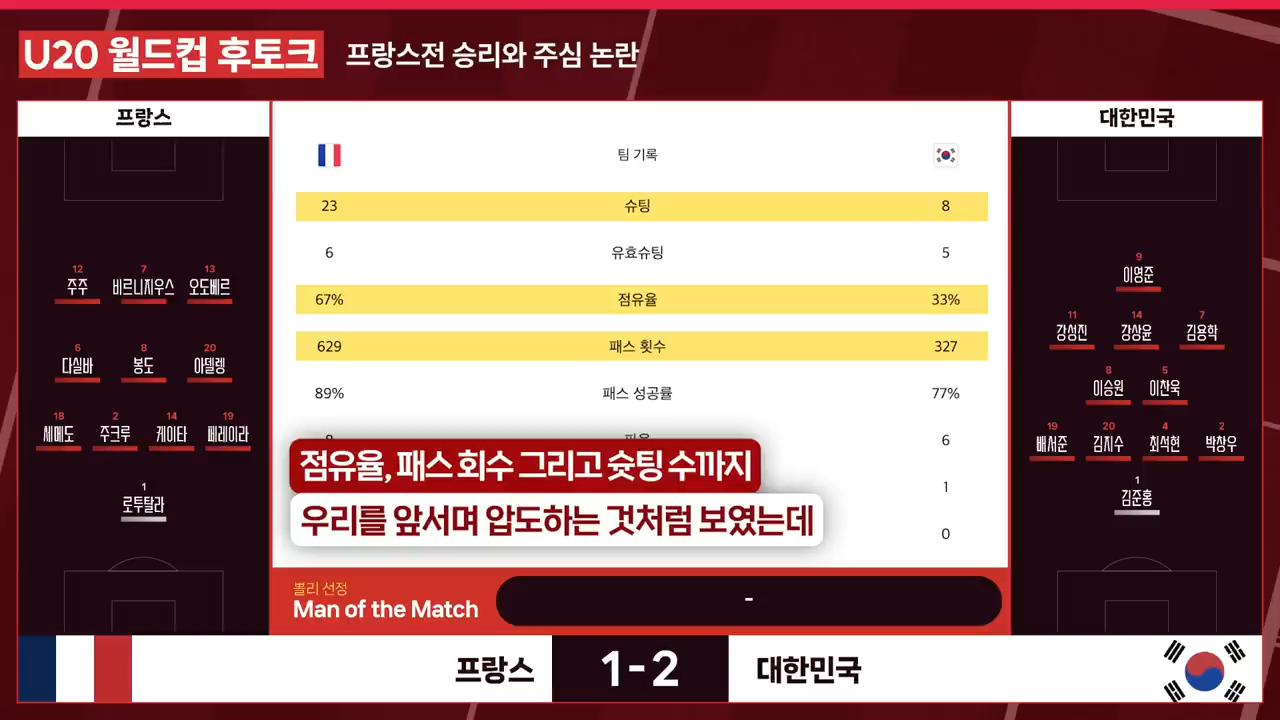 U20 월드컵 후토크 프랑스전 승리와 주심 논란
프랑스
12 7 13
주주 바르니지우스 오도베르
6 8 20
다실바 봉도 아텔렝
18 2 14 19
세메도 주크루 케이타 페레이라
1
로투탈라
팀 기록
23 슈팅 8
6 유효슈팅 5
67% 점유율 33%
629 패스 횟수 327
89% 패스 성공률 77%
6
1
0
점유율, 패스 회수 그리고 슛팅 수까지
우리를 앞서며 압도하는 것처럼 보였는데
뽈리 선정
Man of the Match -
대한민국
9
이영준
11 14 7
강성진 강상윤 김용학
8 5
이승원 이찬욱
19 20 4 2
배서준 김지수 최석현 박창우
1
김준홍
프랑스 1-2 대한민국